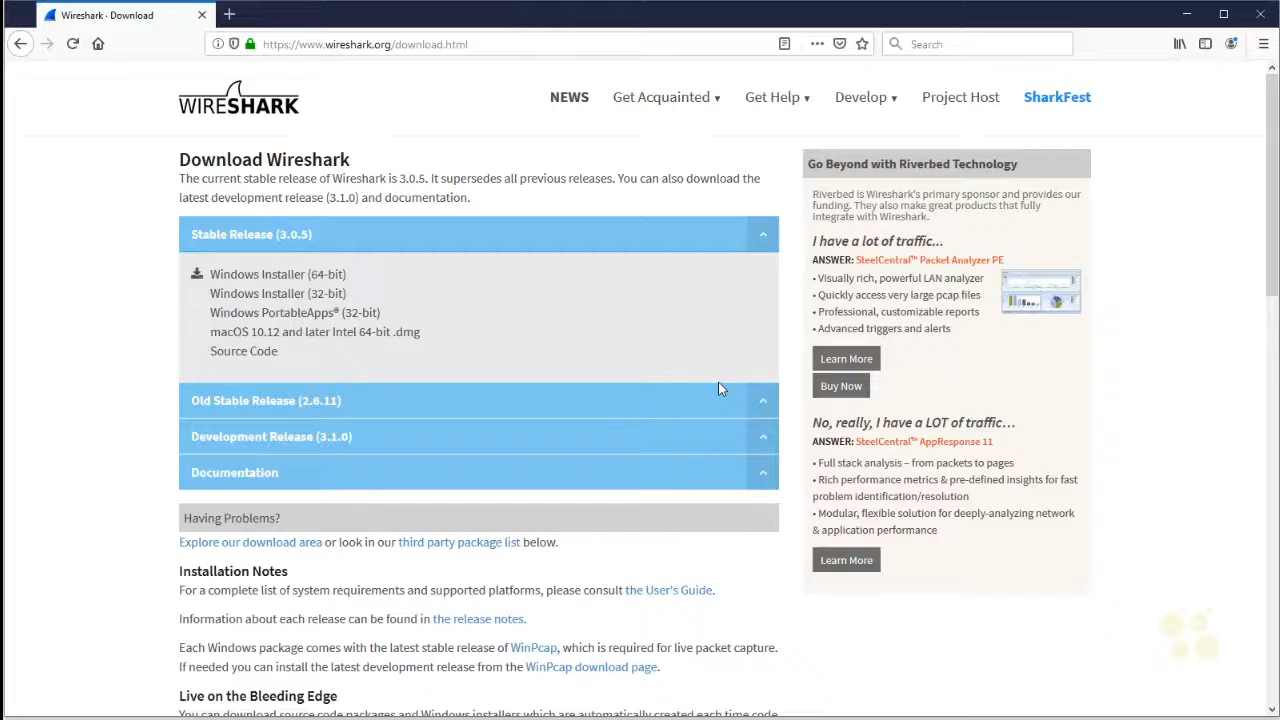 Wireshark · Download
https://www.wireshark.org/download.html
Search
WIRESHARK
NEWS
Get Acquainted ▾
Get Help ▾
Develop ▾
Project Host
SharkFest
Download Wireshark
The current stable release of Wireshark is 3.0.5. It supersedes all previous releases. You can also download the
latest development release (3.1.0) and documentation.
Stable Release (3.0.5)
Windows Installer (64-bit)
Windows Installer (32-bit)
Windows PortableApps® (32-bit)
macOS 10.12 and later Intel 64-bit .dmg
Source Code
Old Stable Release (2.6.11)
Development Release (3.1.0)
Documentation
Having Problems?
Explore our download area or look in our third party package list below.
Installation Notes
For a complete list of system requirements and supported platforms, please consult the User's Guide.
Information about each release can be found in the release notes.
Each Windows package comes with the latest stable release of WinPcap, which is required for live packet capture.
If needed you can install the latest development release from the WinPcap download page.
Live on the Bleeding Edge
You can download source code packages and Windows installers which are automatically created each time code
Go Beyond with Riverbed Technology
Riverbed is Wireshark's primary sponsor and provides our
funding. They also make great products that fully
integrate with Wireshark.
I have a lot of traffic...
ANSWER: SteelCentral™ Packet Analyzer PE
• Visually rich, powerful LAN analyzer
• Quickly access very large pcap files
• Professional, customizable reports
• Advanced triggers and alerts
Learn More
Buy Now
No, really, I have a LOT of traffic…
ANSWER: SteelCentral™ AppResponse 11
• Full stack analysis – from packets to pages
• Rich performance metrics & pre-defined insights for fast
problem identification/resolution
• Modular, flexible solution for deeply-analyzing network
& application performance
Learn More